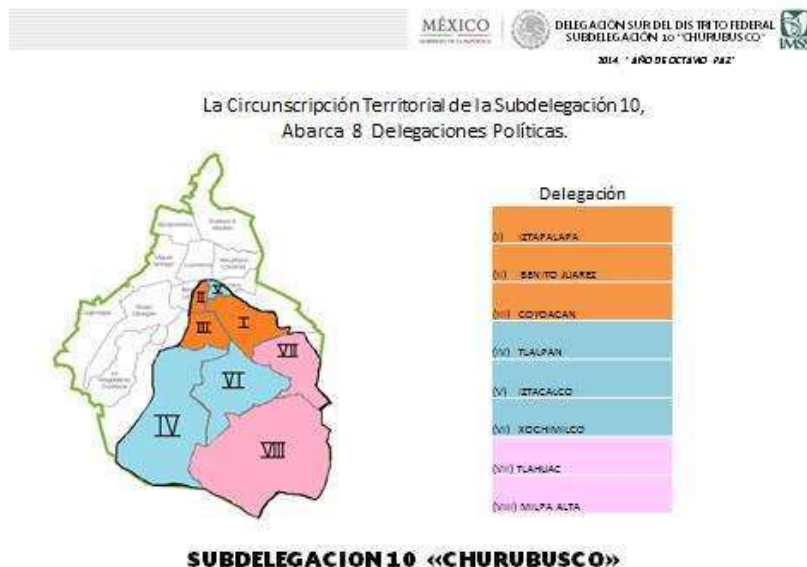 MÉXICO
DELEGACIÓN SUR DEL DISTRITO FEDERAL
SUBDELEGACIÓN 10 "CHURUBUSCO"
IMSS
2014, "AÑO DE OCTAVIO PAZ"
La Circunscripción Territorial de la Subdelegación 10,
Abarca 8 Delegaciones Políticas.
Delegación
(I) IZTAPALAPA
(II) BENITO JUAREZ
(III) COYOACAN
(IV) TLALPAN
(V) IZTACALCO
(VI) XOCHIMILCO
(VII) TLAHUAC
(VIII) MILPA ALTA
II
V
III
I
VII
VI
IV
VIII
SUBDELEGACION 10 «CHURUBUSCO»